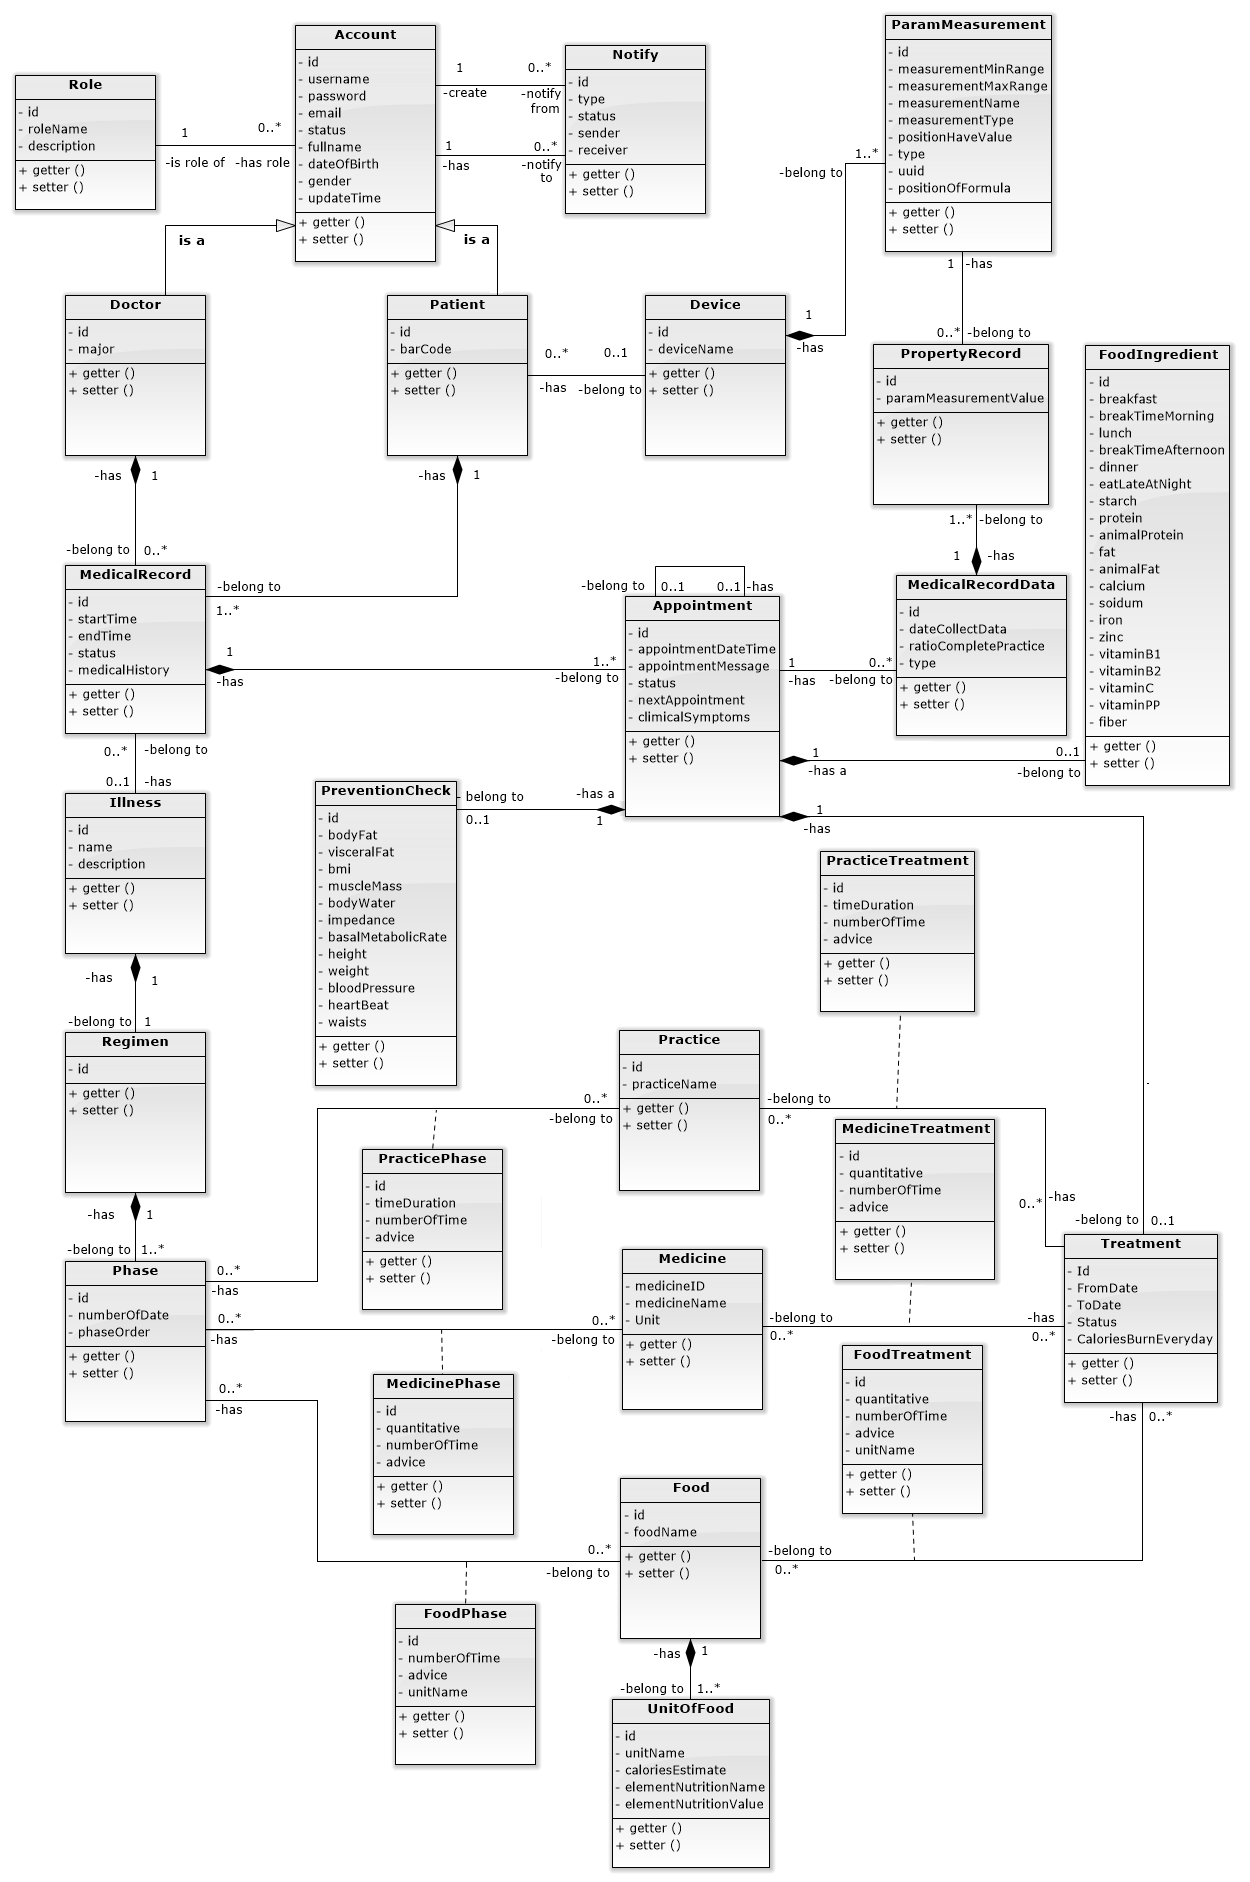 Role
- id
- roleName
- description
+ getter ()
+ setter ()
1
0..*
-is role of
-has role
Account
- id
- username
- password
- email
- status
- fullname
- dateOfBirth
- gender
- updateTime
+ getter ()
+ setter ()
1
0..*
-create
-notify
from
1
0..*
-has
-notify
to
Notify
- id
- type
- status
- sender
- receiver
+ getter ()
+ setter ()
ParamMeasurement
- id
- measurementMinRange
- measurementMaxRange
- measurementName
- measurementType
- positionHaveValue
- type
- uuid
- positionOfFormula
+ getter ()
+ setter ()
1..*
-belong to
is a
is a
Doctor
- id
- major
+ getter ()
+ setter ()
Patient
- id
- barCode
+ getter ()
+ setter ()
0..*
0..1
-has
-belong to
Device
- id
- deviceName
+ getter ()
+ setter ()
1
-has
1
-has
0..*
-belong to
PropertyRecord
- id
- paramMeasurementValue
+ getter ()
+ setter ()
FoodIngredient
- id
- breakfast
- breakTimeMorning
- lunch
- breakTimeAfternoon
- dinner
- eatLateAtNight
- starch
- protein
- animalProtein
- fat
- animalFat
- calcium
- soidum
- iron
- zinc
- vitaminB1
- vitaminB2
- vitaminC
- vitaminPP
- fiber
+ getter ()
+ setter ()
-has
1
-belong to
0..*
-has
1
-belong to
1..*
MedicalRecord
- id
- startTime
- endTime
- status
- medicalHistory
+ getter ()
+ setter ()
1
-has
1..*
-belong to
-belong to
0..1
0..1
-has
Appointment
- id
- appointmentDateTime
- appointmentMessage
- status
- nextAppointment
- climicalSymptoms
+ getter ()
+ setter ()
1..*
-belong to
1
-has
MedicalRecordData
- id
- dateCollectData
- ratioCompletePractice
- type
+ getter ()
+ setter ()
1
0..*
-has
-belong to
1
0..1
-has a
-belong to
1
-has
0..*
-belong to
0..1
-has
Illness
- id
- name
- description
+ getter ()
+ setter ()
PreventionCheck
- id
- bodyFat
- visceralFat
- bmi
- muscleMass
- bodyWater
- impedance
- basalMetabolicRate
- height
- weight
- bloodPressure
- heartBeat
- waists
+ getter ()
+ setter ()
- belong to
-has a
0..1
1
PracticeTreatment
- id
- timeDuration
- numberOfTime
- advice
+ getter ()
+ setter ()
-has
1
-belong to
1
Regimen
- id
+ getter ()
+ setter ()
-has
1
-belong to
1..*
Practice
- id
- practiceName
+ getter ()
+ setter ()
0..*
-belong to
-belong to
0..*
PracticePhase
- id
- timeDuration
- numberOfTime
- advice
+ getter ()
+ setter ()
MedicineTreatment
- id
- quantitative
- numberOfTime
- advice
+ getter ()
+ setter ()
0..*
-has
-belong to
0..1
Phase
- id
- numberOfDate
- phaseOrder
+ getter ()
+ setter ()
0..*
-has
0..*
-has
0..*
-has
Medicine
- medicineID
- medicineName
- Unit
+ getter ()
+ setter ()
0..*
-belong to
-belong to
0..*
-has
0..*
Treatment
- Id
- FromDate
- ToDate
- Status
- CaloriesBurnEveryday
+ getter ()
+ setter ()
-has
0..*
MedicinePhase
- id
- quantitative
- numberOfTime
- advice
+ getter ()
+ setter ()
FoodTreatment
- id
- quantitative
- numberOfTime
- advice
- unitName
+ getter ()
+ setter ()
Food
- id
- foodName
+ getter ()
+ setter ()
0..*
-belong to
-belong to
0..*
FoodPhase
- id
- numberOfTime
- advice
- unitName
+ getter ()
+ setter ()
-has
1
-belong to
1..*
UnitOfFood
- id
- unitName
- caloriesEstimate
- elementNutritionName
- elementNutritionValue
+ getter ()
+ setter ()